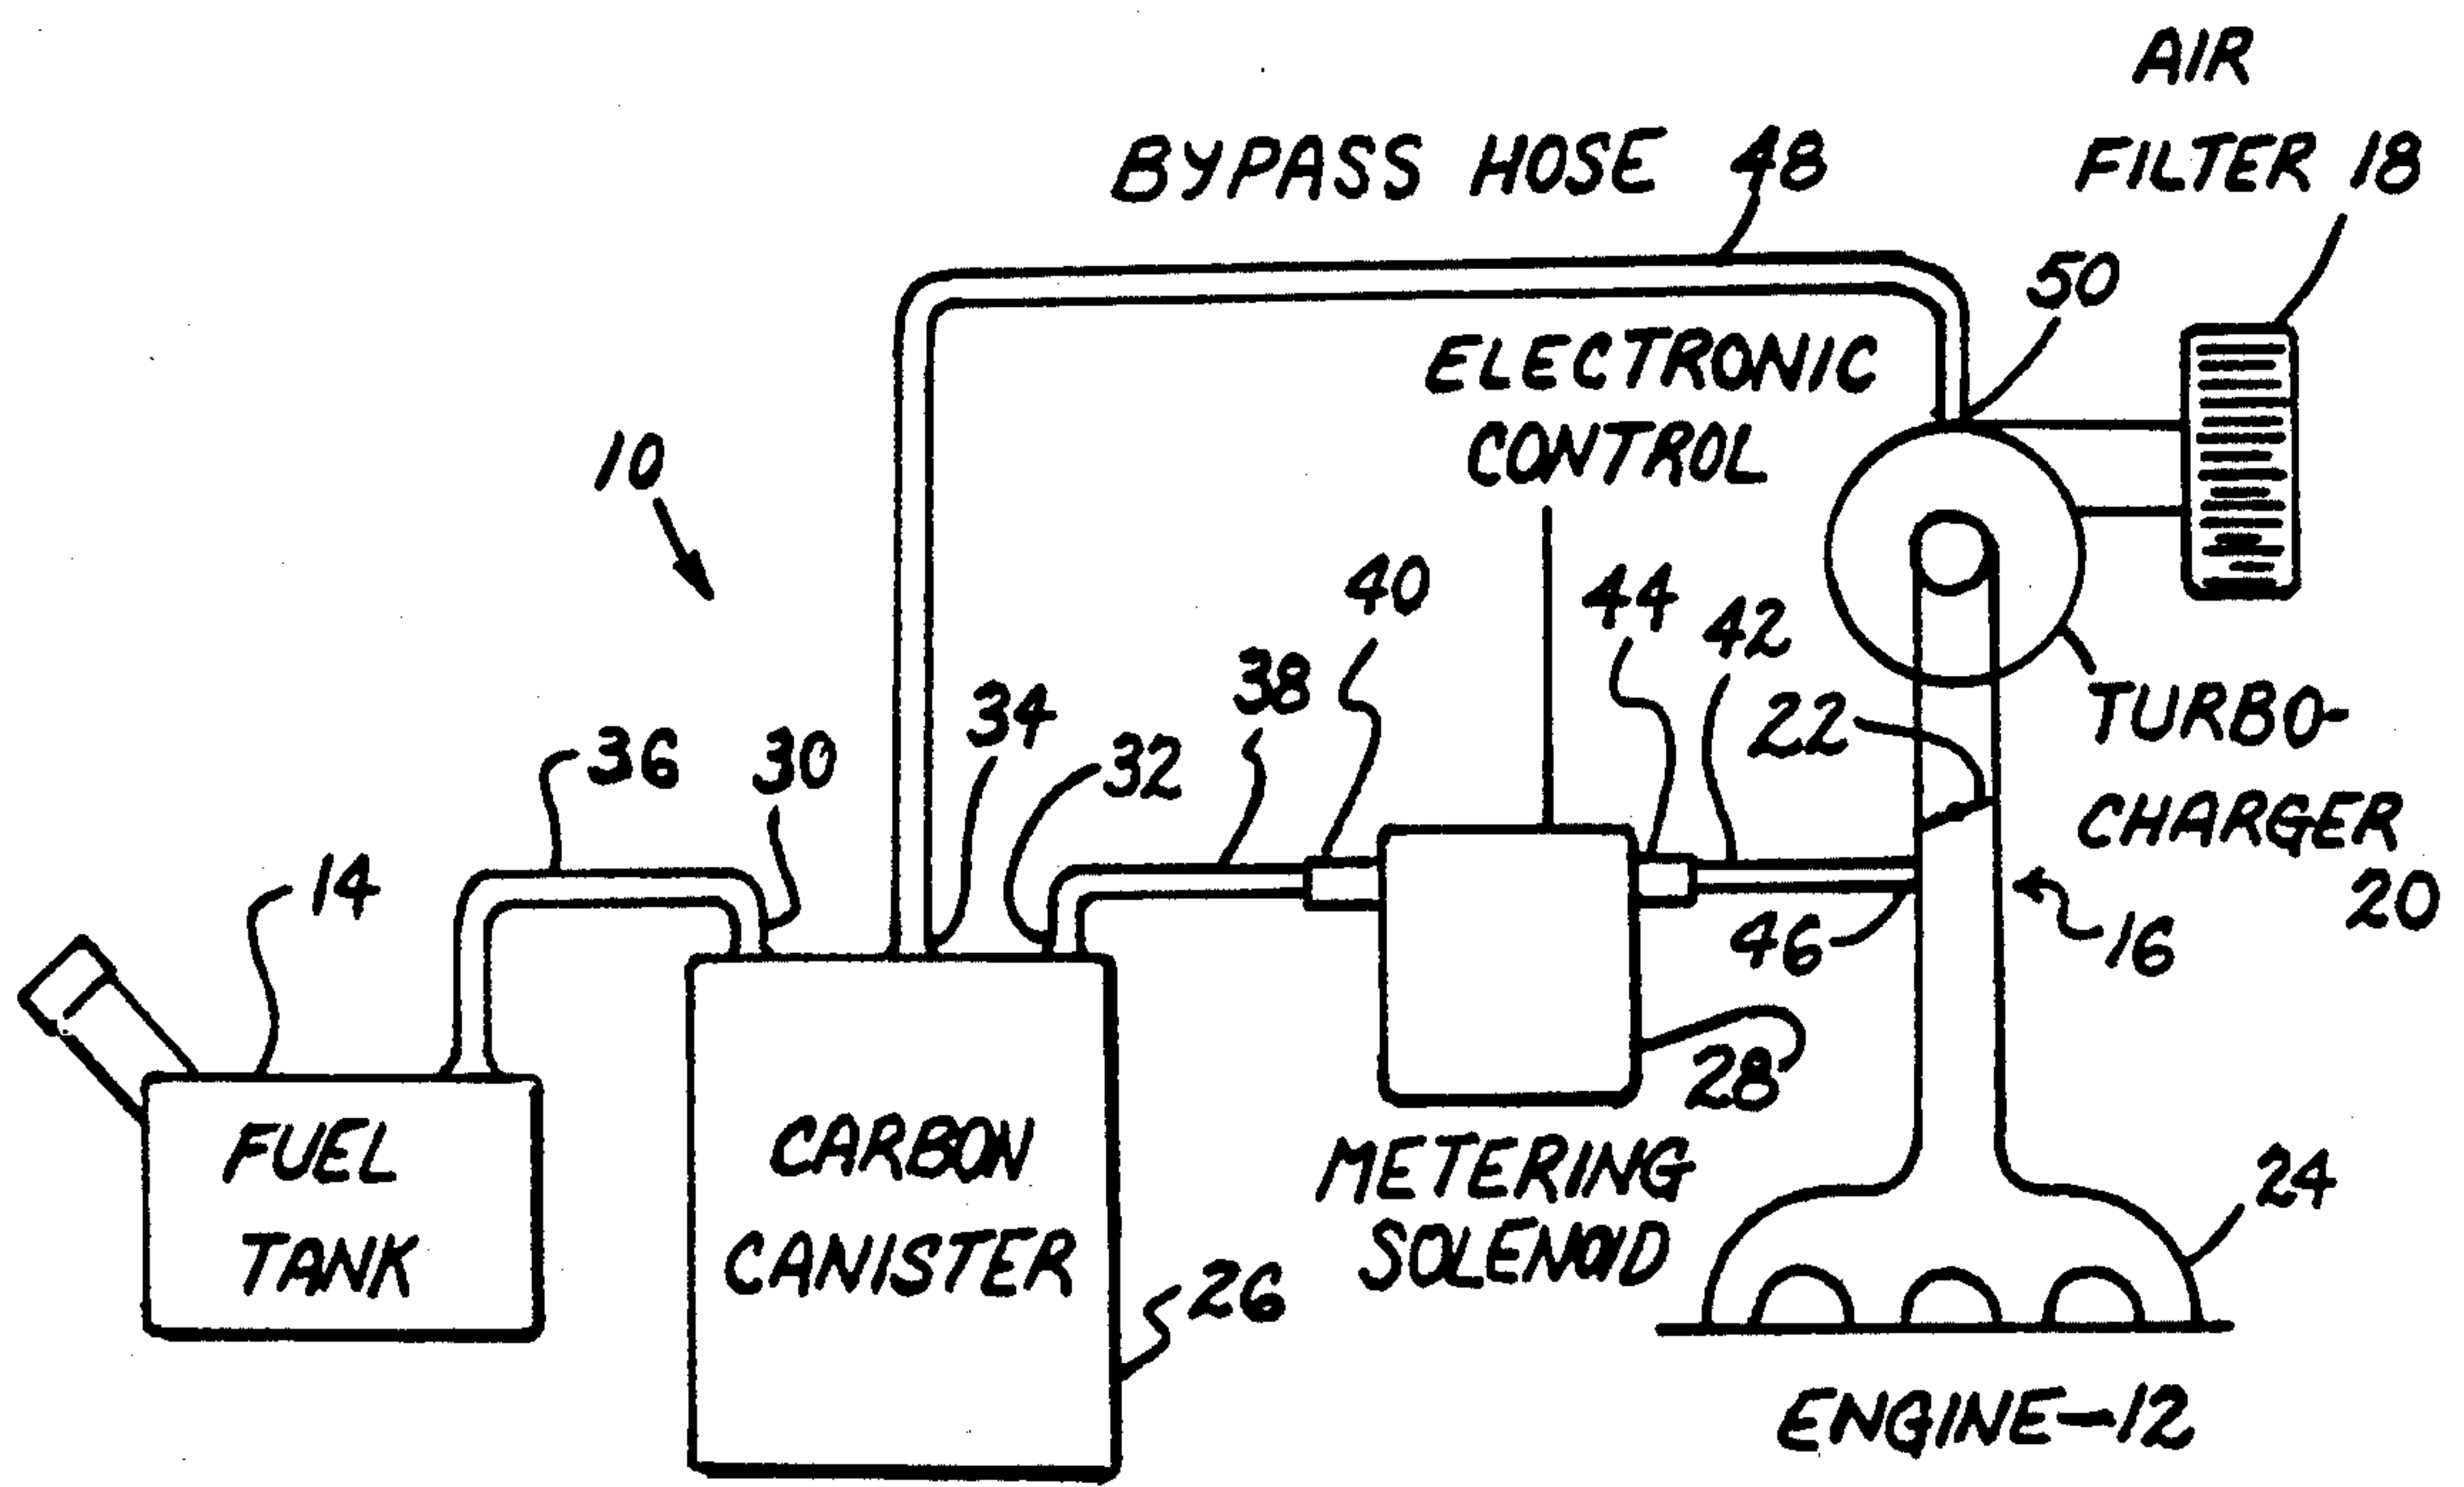 AIR
FILTER 18
BYPASS HOSE 48
50
ELECTRONIC
CONTROL
10
40
44
42
38
34
32
22
TURBO-
CHARGER
20
36
30
14
46
16
28
FUEL
TANK
CARBON
CANISTER
METERING
SOLENOID
26
24
ENGINE-12